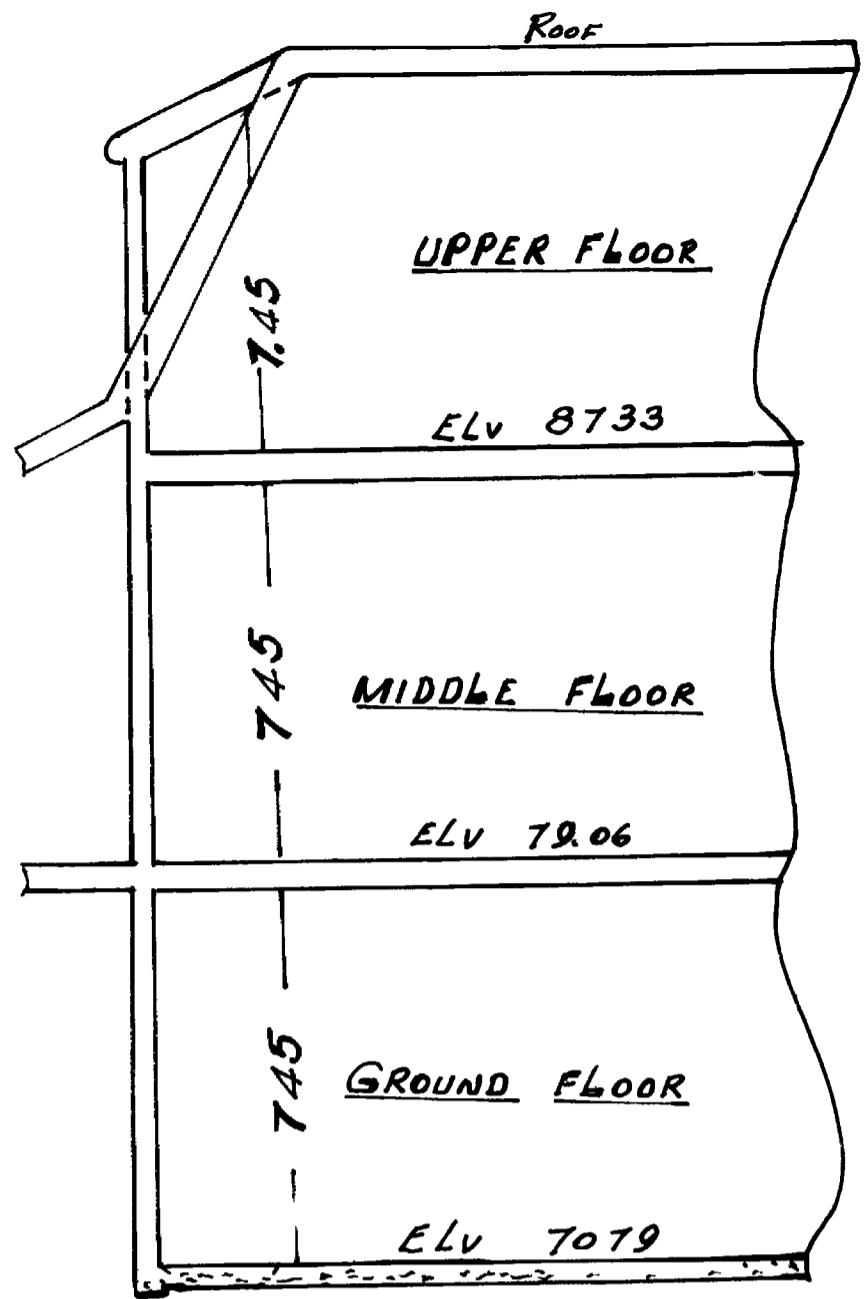 ROOF
UPPER FLOOR
7.45
ELV 8733
745
MIDDLE FLOOR
ELV 79.06
745
GROUND FLOOR
ELV 7079